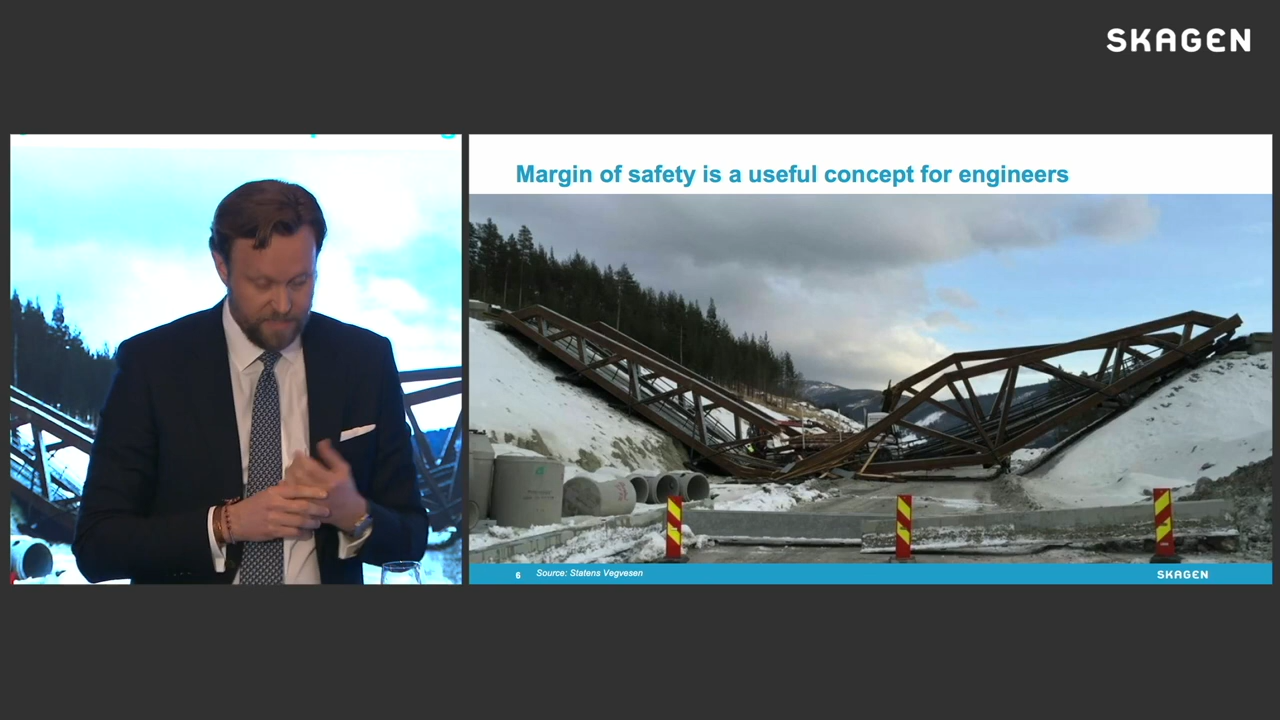 SKAGEN
Margin of safety is a useful concept for engineers
6 Source: Statens Vegvesen
SKAGEN